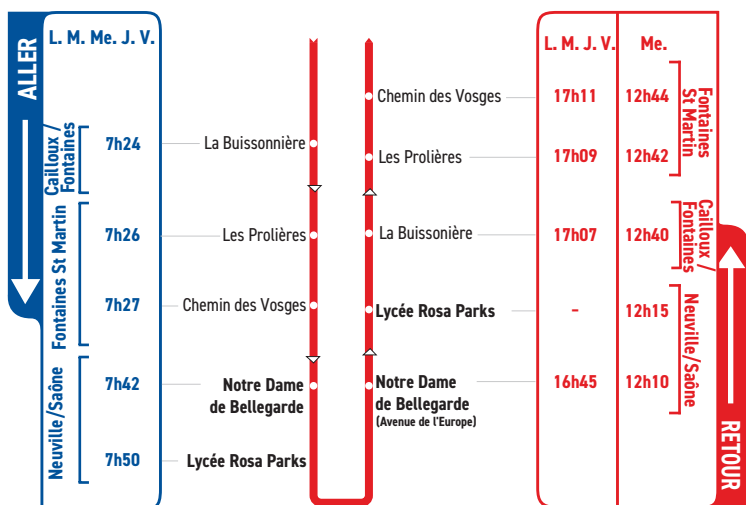 ALLER
L. M. Me. J. V.
Cailloux /
Fontaines
7h24
La Buissonnière
Fontaines St Martin
7h26
Les Prolières
7h27
Chemin des Vosges
Neuville/Saône
7h42
Notre Dame
de Bellegarde
7h50
Lycée Rosa Parks
L. M. J. V.
Me.
Chemin des Vosges
17h11
12h44
Fontaines
St Martin
Les Prolières
17h09
12h42
La Buissonière
17h07
12h40
Cailloux /
Fontaines
Lycée Rosa Parks
-
12h15
Neuville/Saône
Notre Dame
de Bellegarde
(Avenue de l'Europe)
16h45
12h10
RETOUR